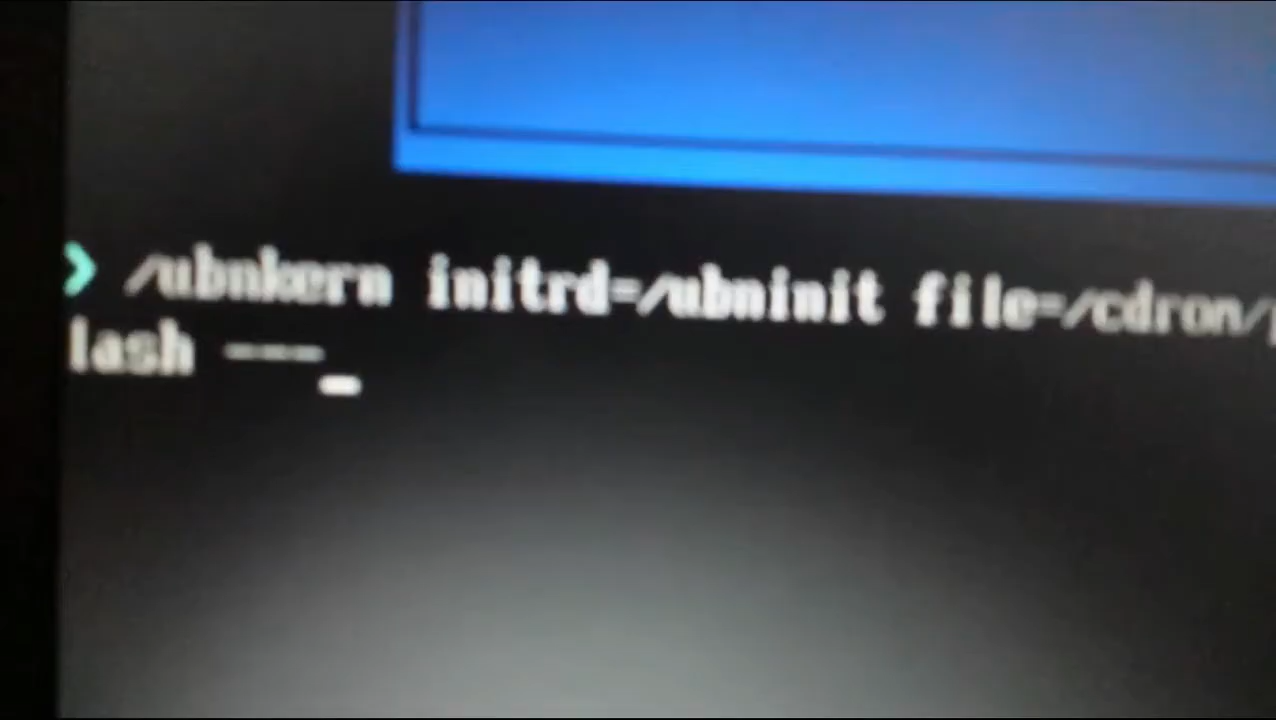 > /ubnkern initrd=/ubninit file=/cdrom/p
lash ---_